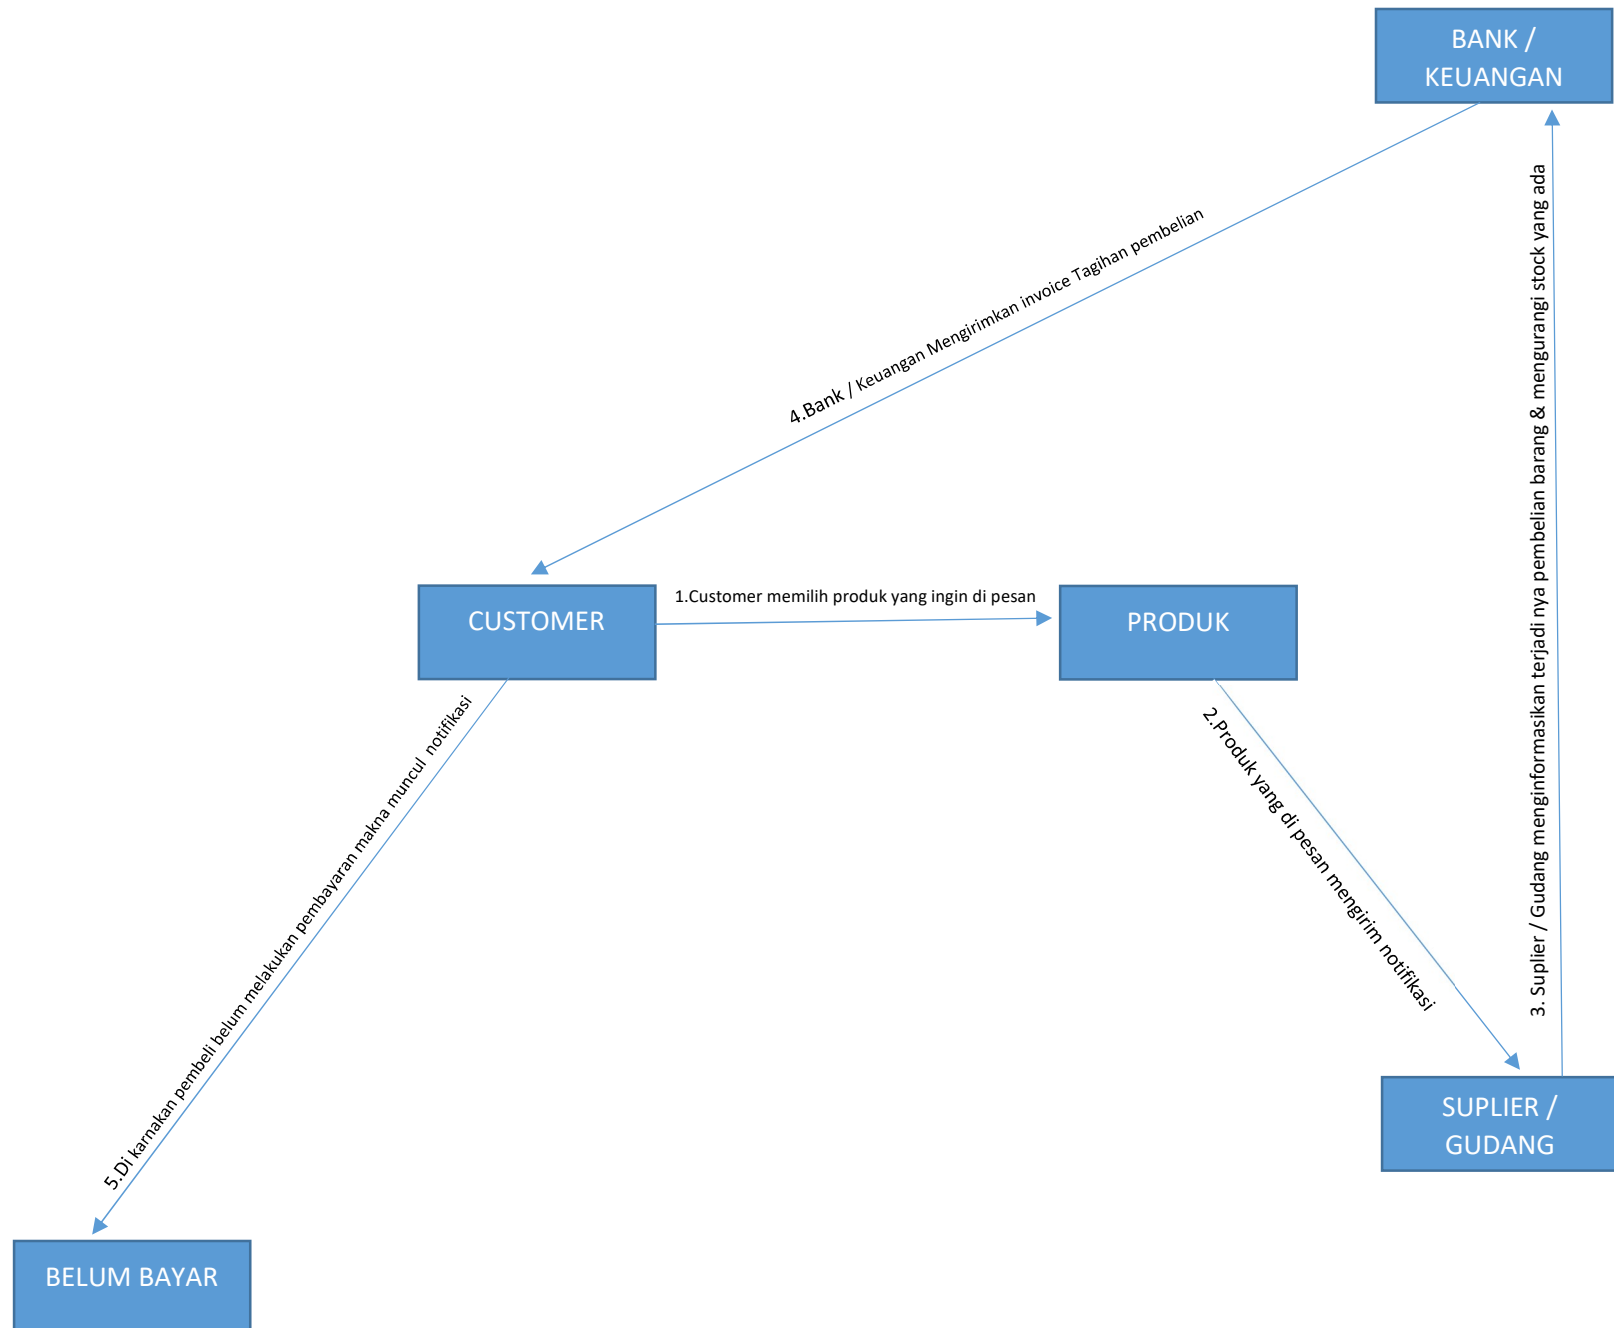 BANK /
KEUANGAN
4.Bank / Keuangan Mengirimkan invoice Tagihan pembelian
3. Suplier / Gudang menginformasikan terjadi nya pembelian barang & mengurangi stock yang ada
CUSTOMER
1.Customer memilih produk yang ingin di pesan
PRODUK
2.Produk yang di pesan mengirim notifikasi
5.Di karnakan pembeli belum melakukan pembayaran makna muncul notifikasi
SUPLIER /
GUDANG
BELUM BAYAR